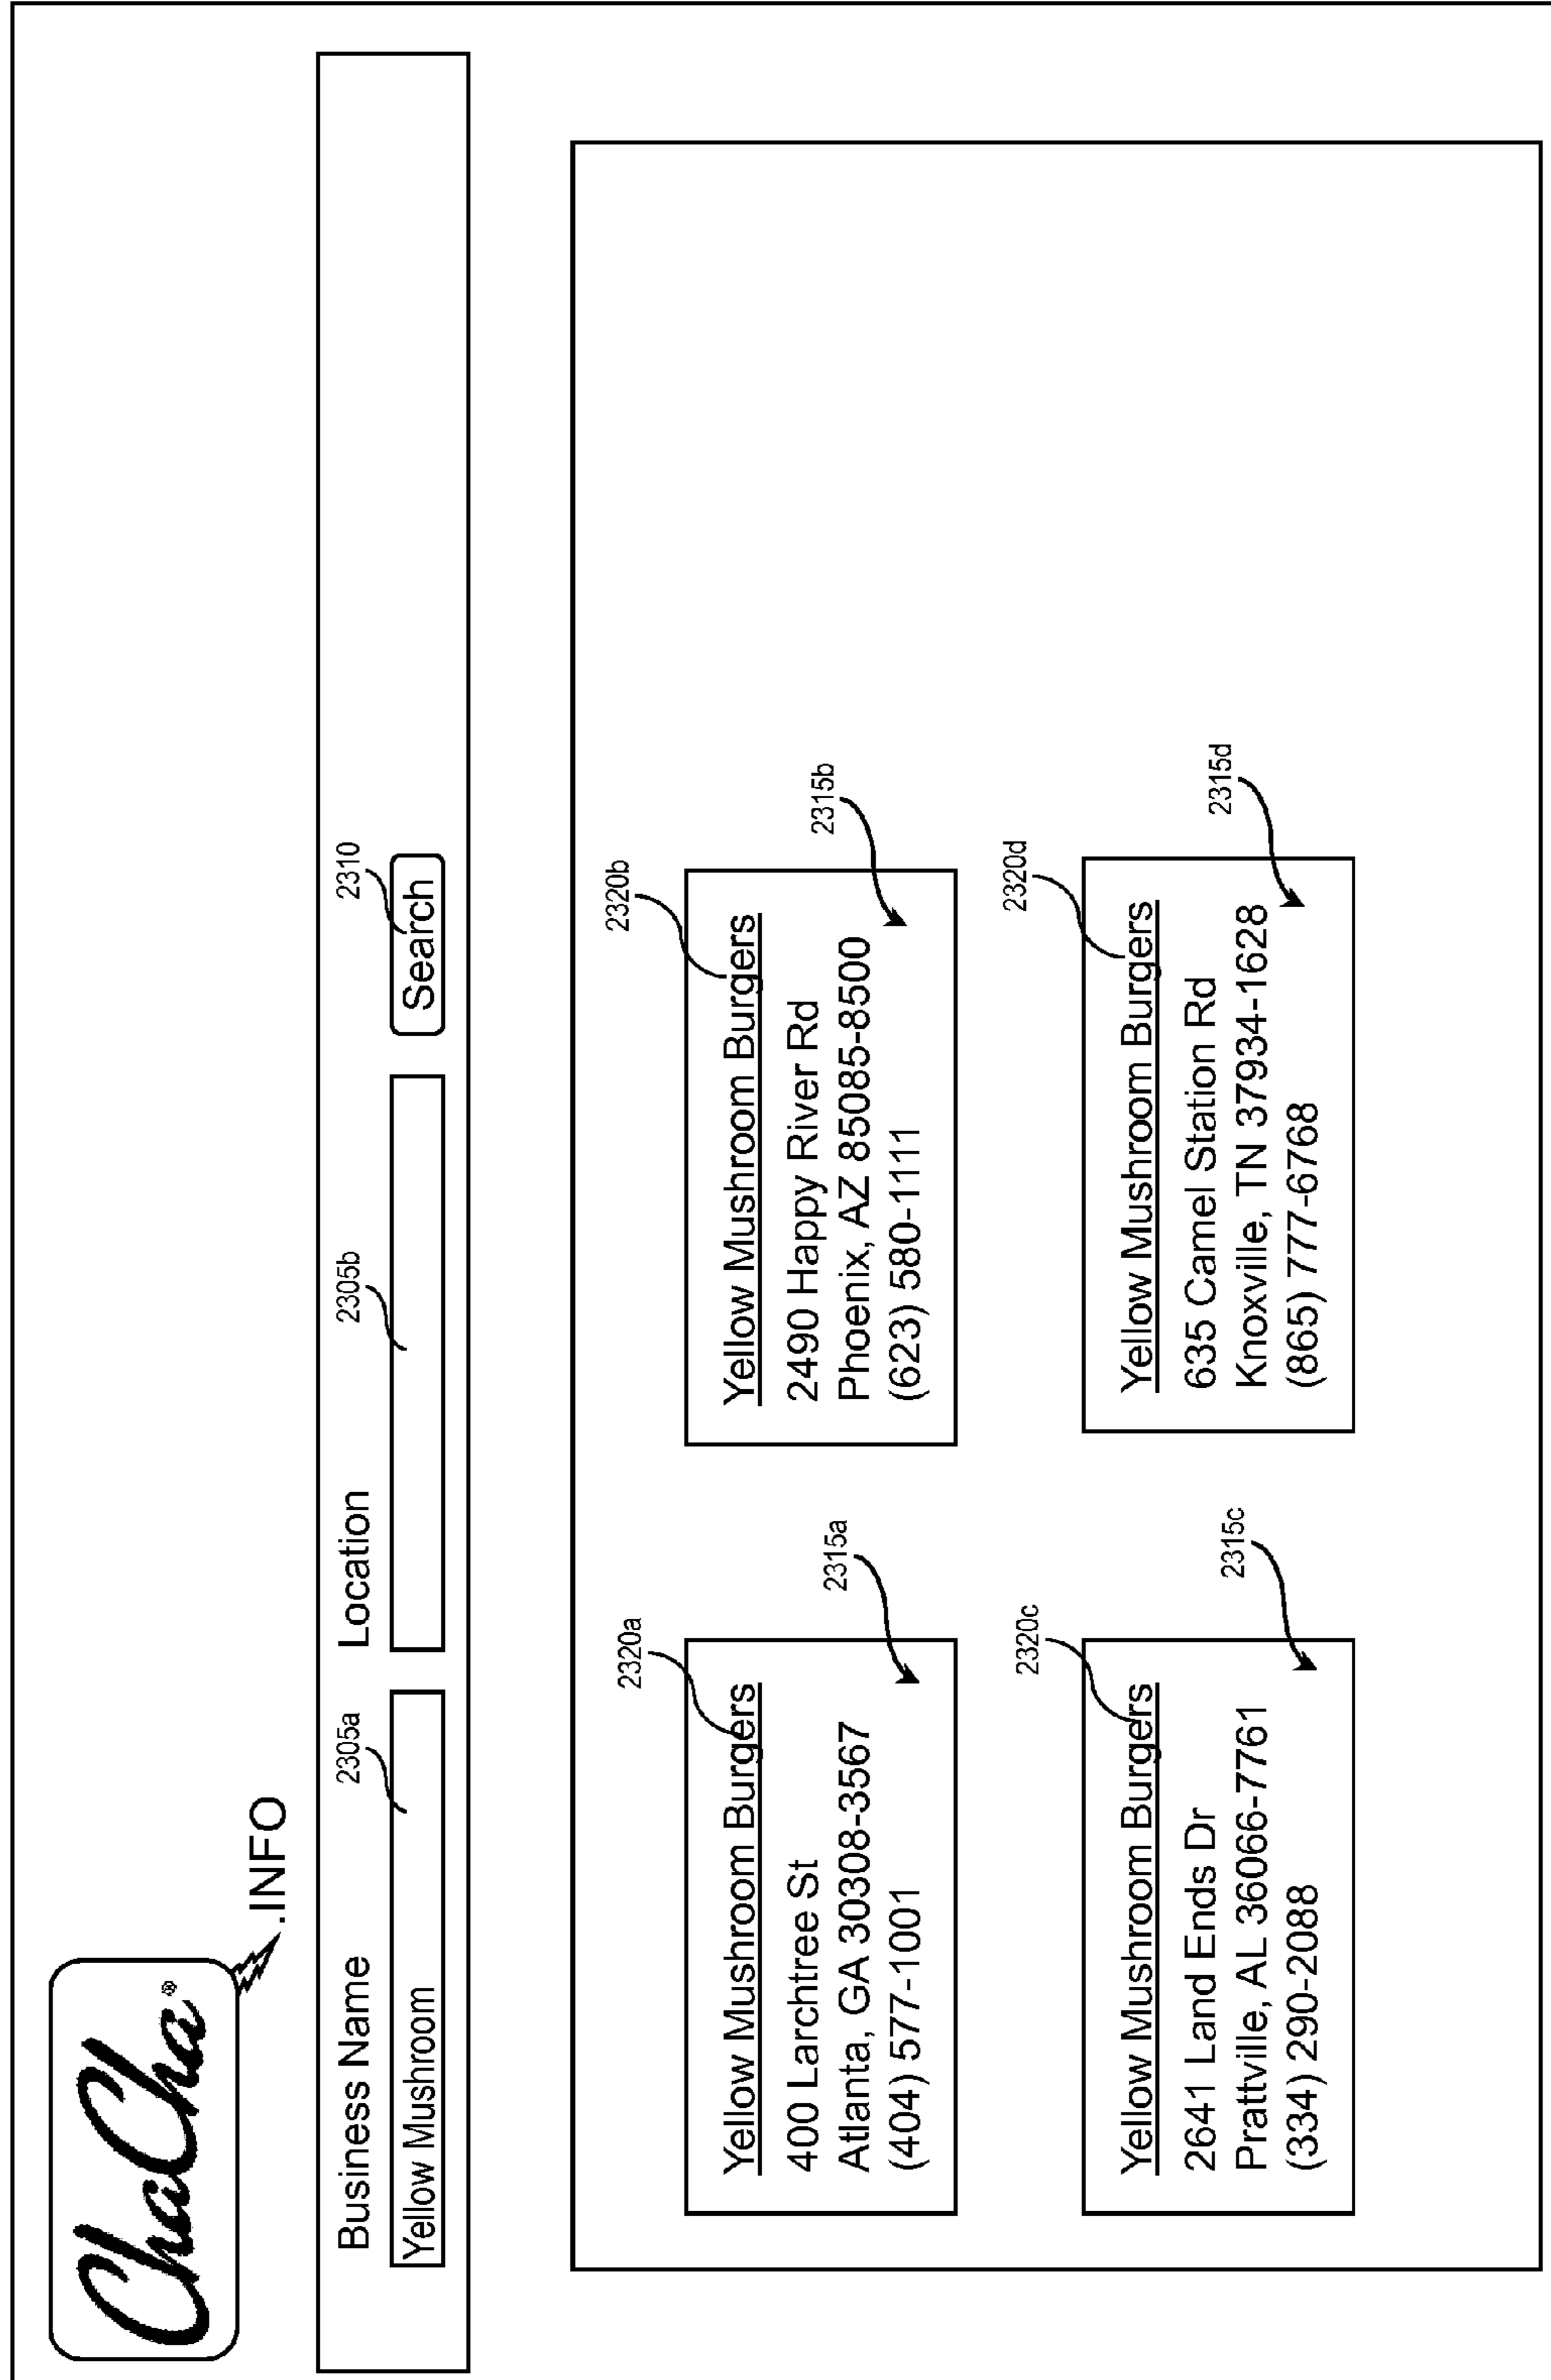 ChaCha®
.INFO
Business Name
2305a
Location
2305b
2310
Yellow Mushroom
Search
2320a
Yellow Mushroom Burgers
400 Larchtree St
Atlanta, GA 30308-3567
(404) 577-1001
2315a
2320b
Yellow Mushroom Burgers
2490 Happy River Rd
Phoenix, AZ 85085-8500
(623) 580-1111
2315b
2320c
Yellow Mushroom Burgers
2641 Land Ends Dr
Prattville, AL 36066-7761
(334) 290-2088
2315c
2320d
Yellow Mushroom Burgers
635 Camel Station Rd
Knoxville, TN 37934-1628
(865) 777-6768
2315d